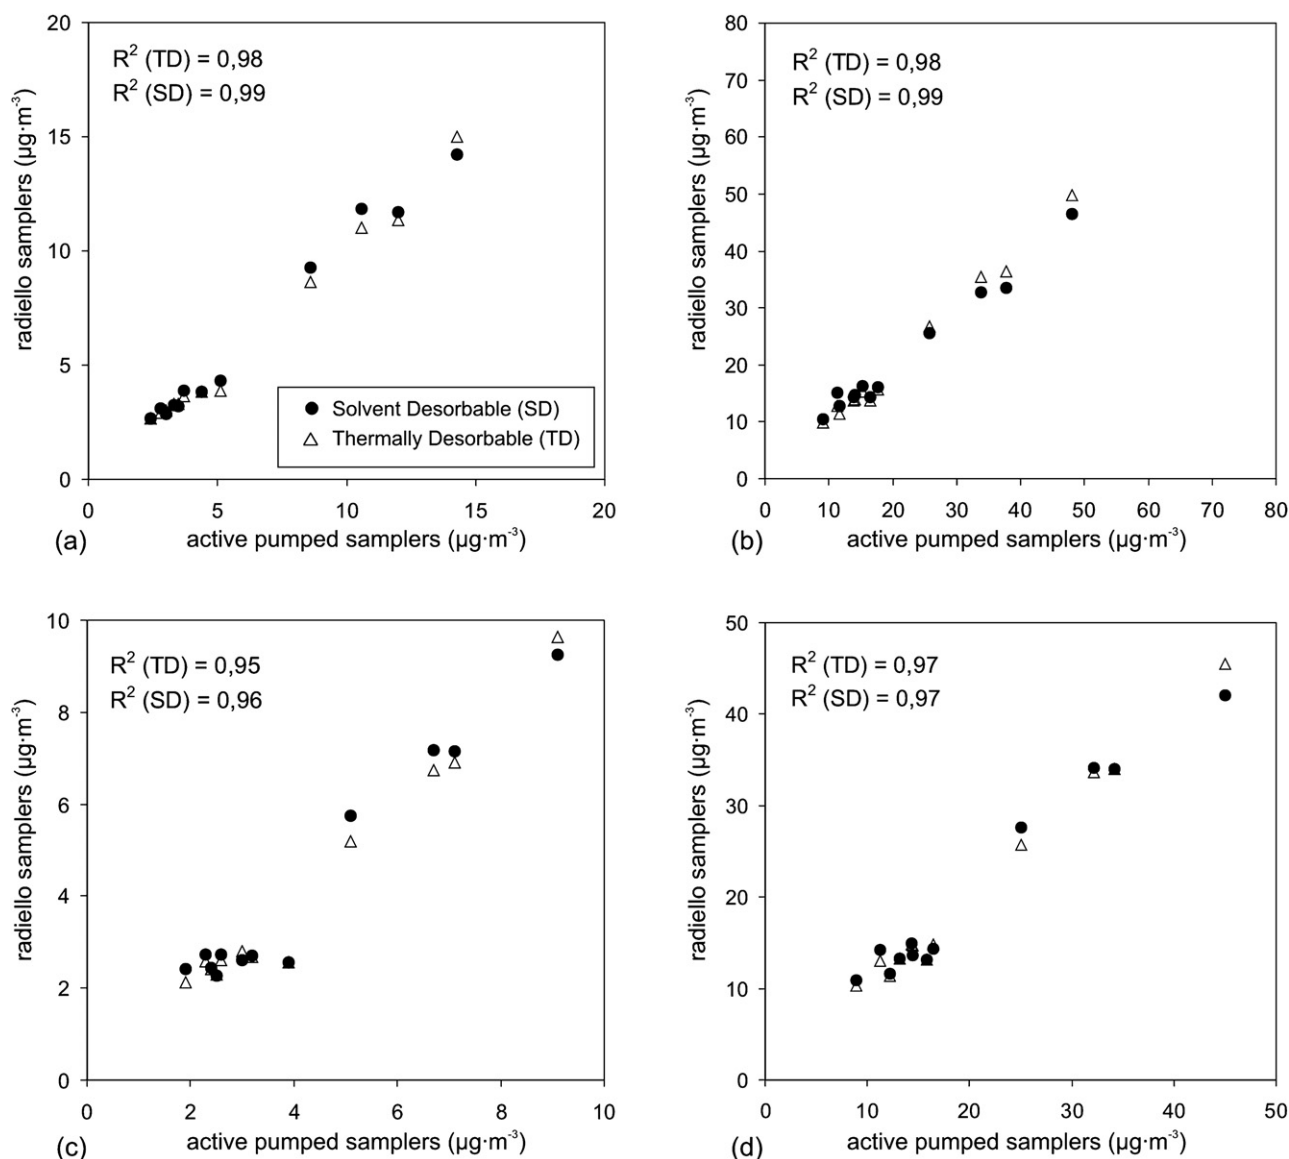 20
15
10
5
0
0 5 10 15 20
R² (TD) = 0,98
R² (SD) = 0,99
radiello samplers (µg·m⁻³)
● Solvent Desorbable (SD)
△ Thermally Desorbable (TD)
(a) active pumped samplers (µg·m⁻³)
80
70
60
50
40
30
20
10
0
0 10 20 30 40 50 60 70 80
R² (TD) = 0,98
R² (SD) = 0,99
radiello samplers (µg·m⁻³)
(b) active pumped samplers (µg·m⁻³)
10
8
6
4
2
0
0 2 4 6 8 10
R² (TD) = 0,95
R² (SD) = 0,96
radiello samplers (µg·m⁻³)
(c) active pumped samplers (µg·m⁻³)
50
40
30
20
10
0
0 10 20 30 40 50
R² (TD) = 0,97
R² (SD) = 0,97
radiello samplers (µg·m⁻³)
(d) active pumped samplers (µg·m⁻³)